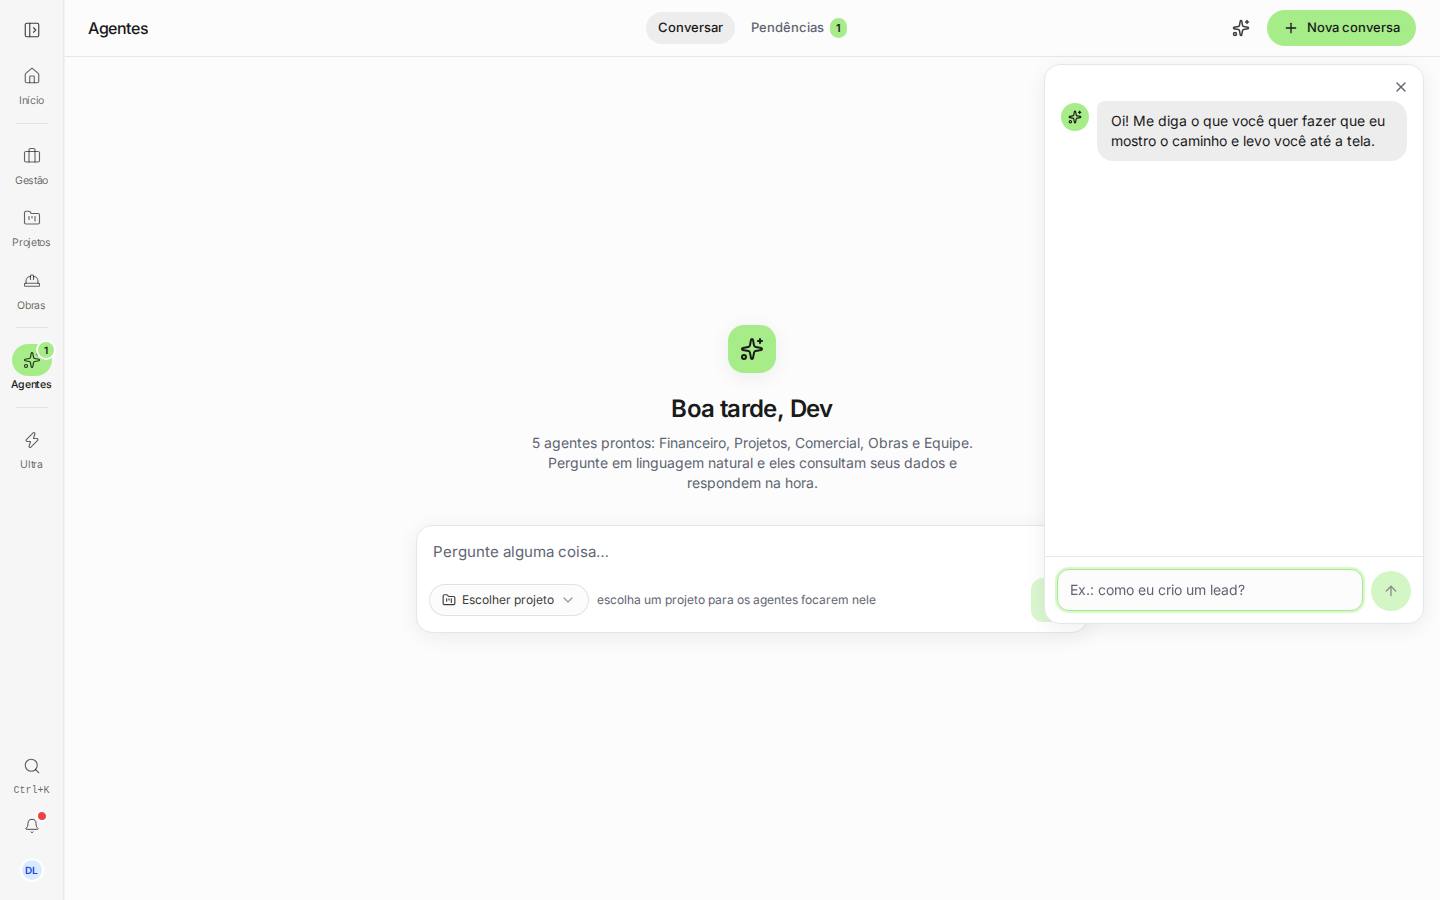 Agentes
Conversar
Pendências 1
Nova conversa
Início
Gestão
Projetos
Obras
1
Agentes
Ultra
Ctrl+K
DL
Boa tarde, Dev
5 agentes prontos: Financeiro, Projetos, Comercial, Obras e Equipe.
Pergunte em linguagem natural e eles consultam seus dados e
respondem na hora.
Pergunte alguma coisa...
Escolher projeto
escolha um projeto para os agentes focarem nele
Oi! Me diga o que você quer fazer que eu
mostro o caminho e levo você até a tela.
Ex.: como eu crio um lead?